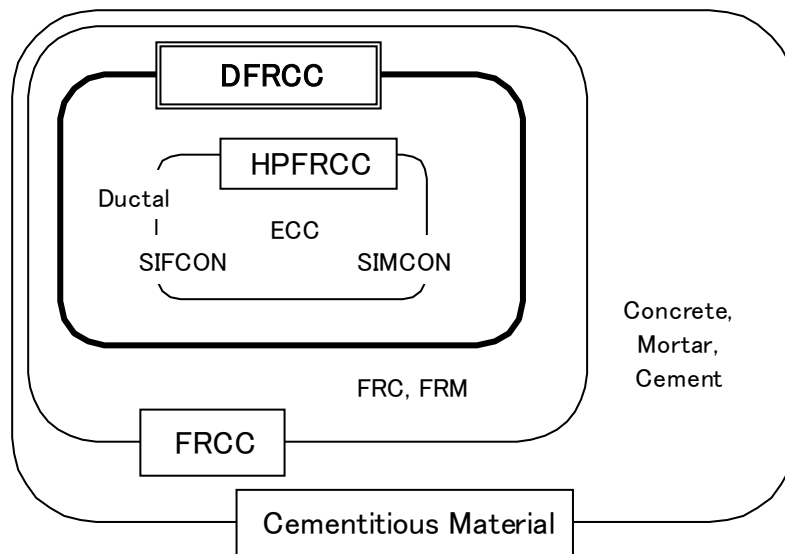 DFRCC
HPFRCC
Ductal
ECC
SIFCON SIMCON
Concrete,
Mortar,
Cement
FRC, FRM
FRCC
Cementitious Material